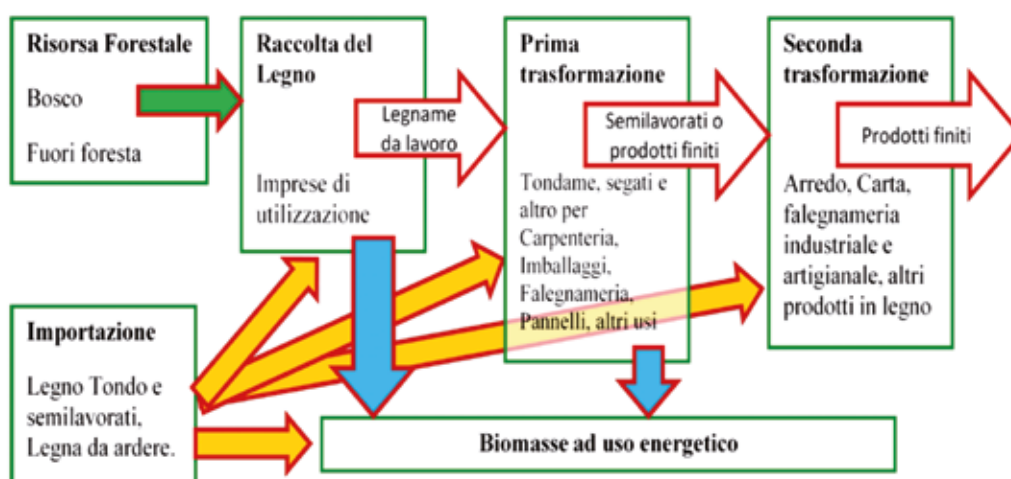 Risorsa Forestale
Bosco
Fuori foresta
Raccolta del
Legno
Legname
da lavoro
Imprese di
utilizzazione
Prima
trasformazione
Semilavorati o
prodotti finiti
Tondame, segati e
altro per
Carpenteria,
Imballaggi,
Falegnameria,
Pannelli, altri usi
Seconda
trasformazione
Prodotti finiti
Arredo, Carta,
falegnameria
industriale e
artigianale, altri
prodotti in legno
Importazione
Legno Tondo e
semilavorati,
Legna da ardere.
Biomasse ad uso energetico